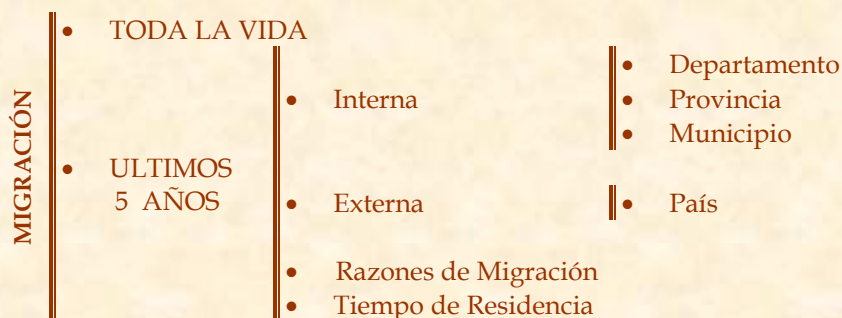 MIGRACIÓN
• TODA LA VIDA
• ULTIMOS
5 AÑOS
• Interna
• Departamento
• Provincia
• Municipio
• Externa
• País
• Razones de Migración
• Tiempo de Residencia